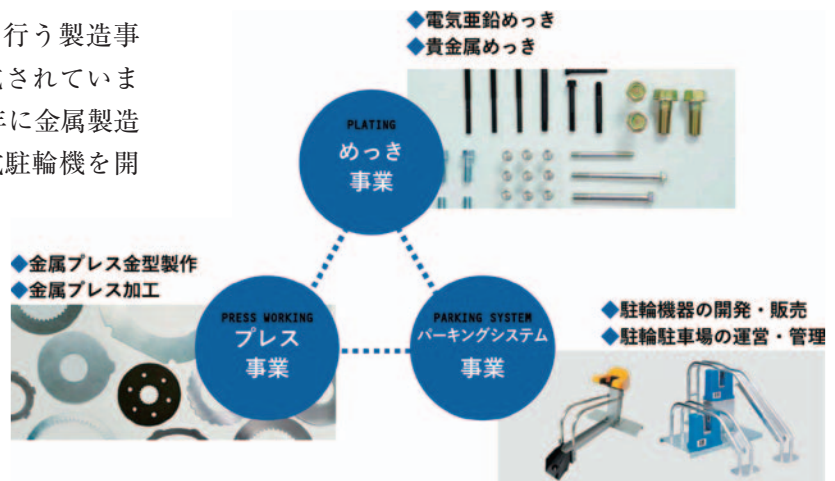 行う製造事
されていま
に金属製造
駐輪機を開
◆電気亜鉛めっき
◆貴金属めっき
PLATING
めっき
事業
◆金属プレス金型製作
◆金属プレス加工
PRESS WORKING
プレス
事業
PARKING SYSTEM
パーキングシステム
事業
◆駐輪機器の開発・販売
◆駐輪駐車場の運営・管理